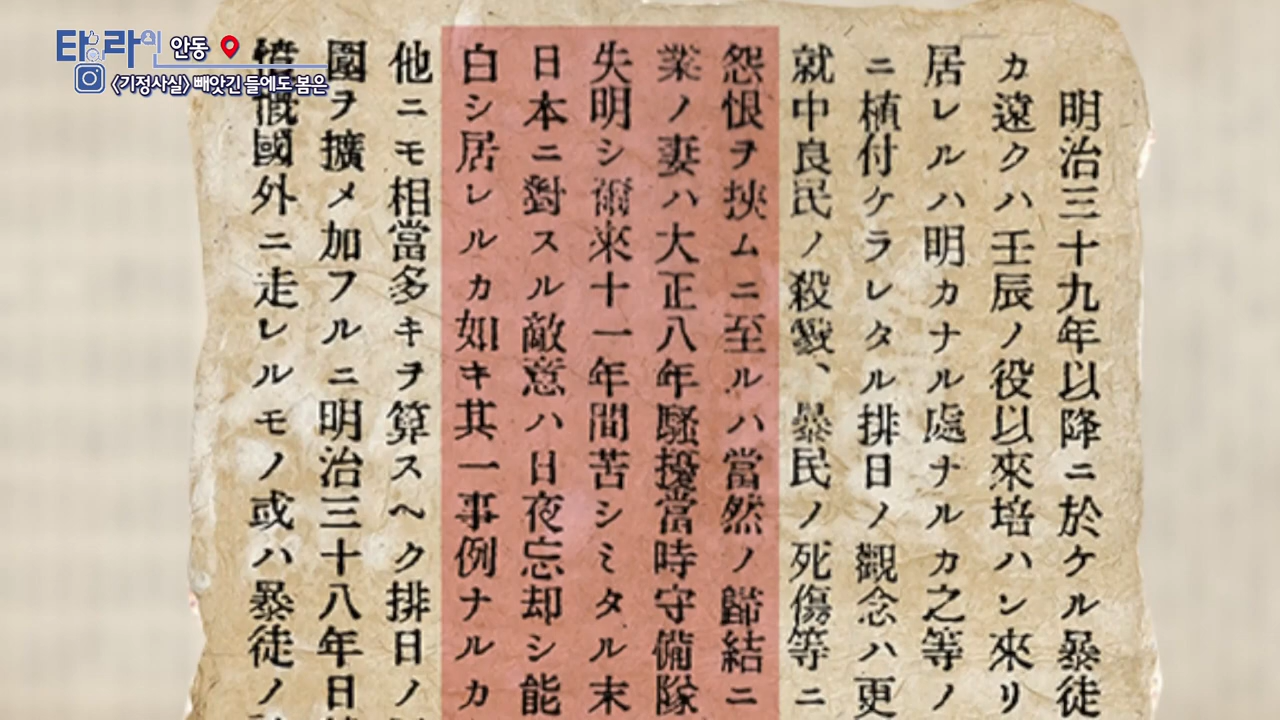 타라이 안동
〈기정사실〉 빼앗긴 들에도 봄은
明治三十九年以降ニ於ケル暴徒
カ遠クハ壬辰ノ役以來培ハン來リ
居レルハ明カナル處ナルカ之等ノ
ニ植付ケラレタル排日ノ觀念ハ更
就中良民ノ殺戮、暴民ノ死傷等ニ
怨恨ヲ挾ムニ至ルハ當然ノ歸結ニ
業ノ妻ハ大正八年騷擾當時守備隊
失明シ爾來十一年間苦シミタル末
日本ニ對スル敵意ハ日夜忘却シ能
白シ居レルカ如キ其一事例ナルカ
他ニモ相當多キヲ算スヘク排日ノ
圏ヲ擴メ加フルニ明治三十八年日
憤慨國外ニ走レルモノ或ハ暴徒ノ